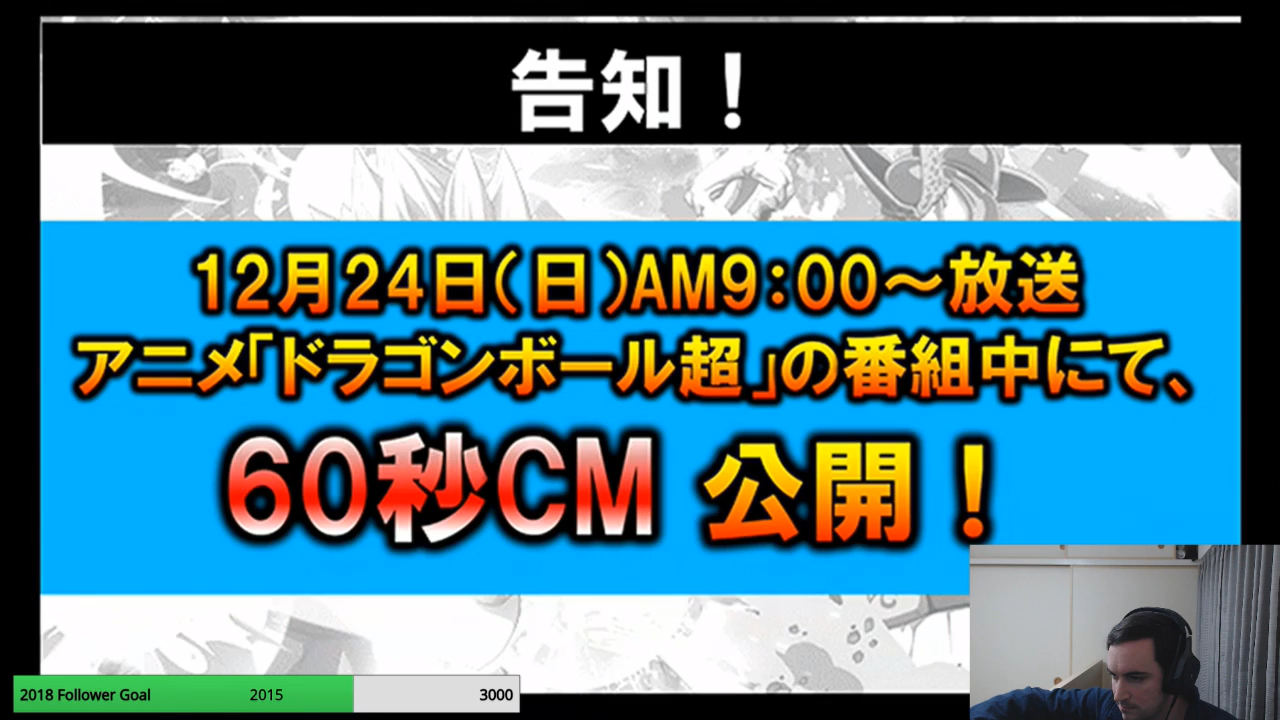 告知！
12月24日（日）AM9：00～放送
アニメ「ドラゴンボール超」の番組中にて、
60秒CM 公開！
2018 Follower Goal 2015 3000